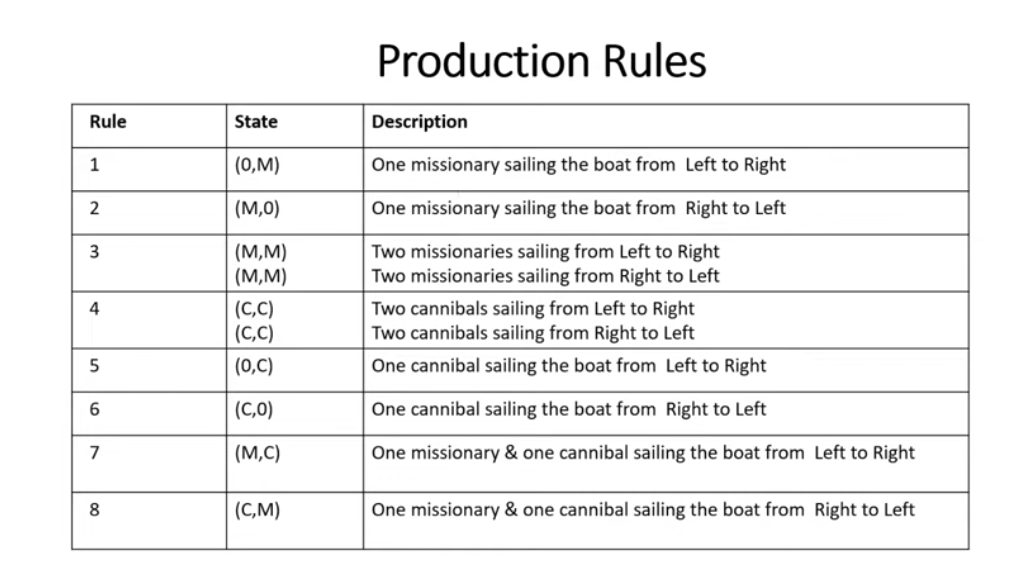 Production Rules
Rule State Description
1 (0,M) One missionary sailing the boat from Left to Right
2 (M,0) One missionary sailing the boat from Right to Left
3 (M,M) Two missionaries sailing from Left to Right
(M,M) Two missionaries sailing from Right to Left
4 (C,C) Two cannibals sailing from Left to Right
(C,C) Two cannibals sailing from Right to Left
5 (0,C) One cannibal sailing the boat from Left to Right
6 (C,0) One cannibal sailing the boat from Right to Left
7 (M,C) One missionary & one cannibal sailing the boat from Left to Right
8 (C,M) One missionary & one cannibal sailing the boat from Right to Left